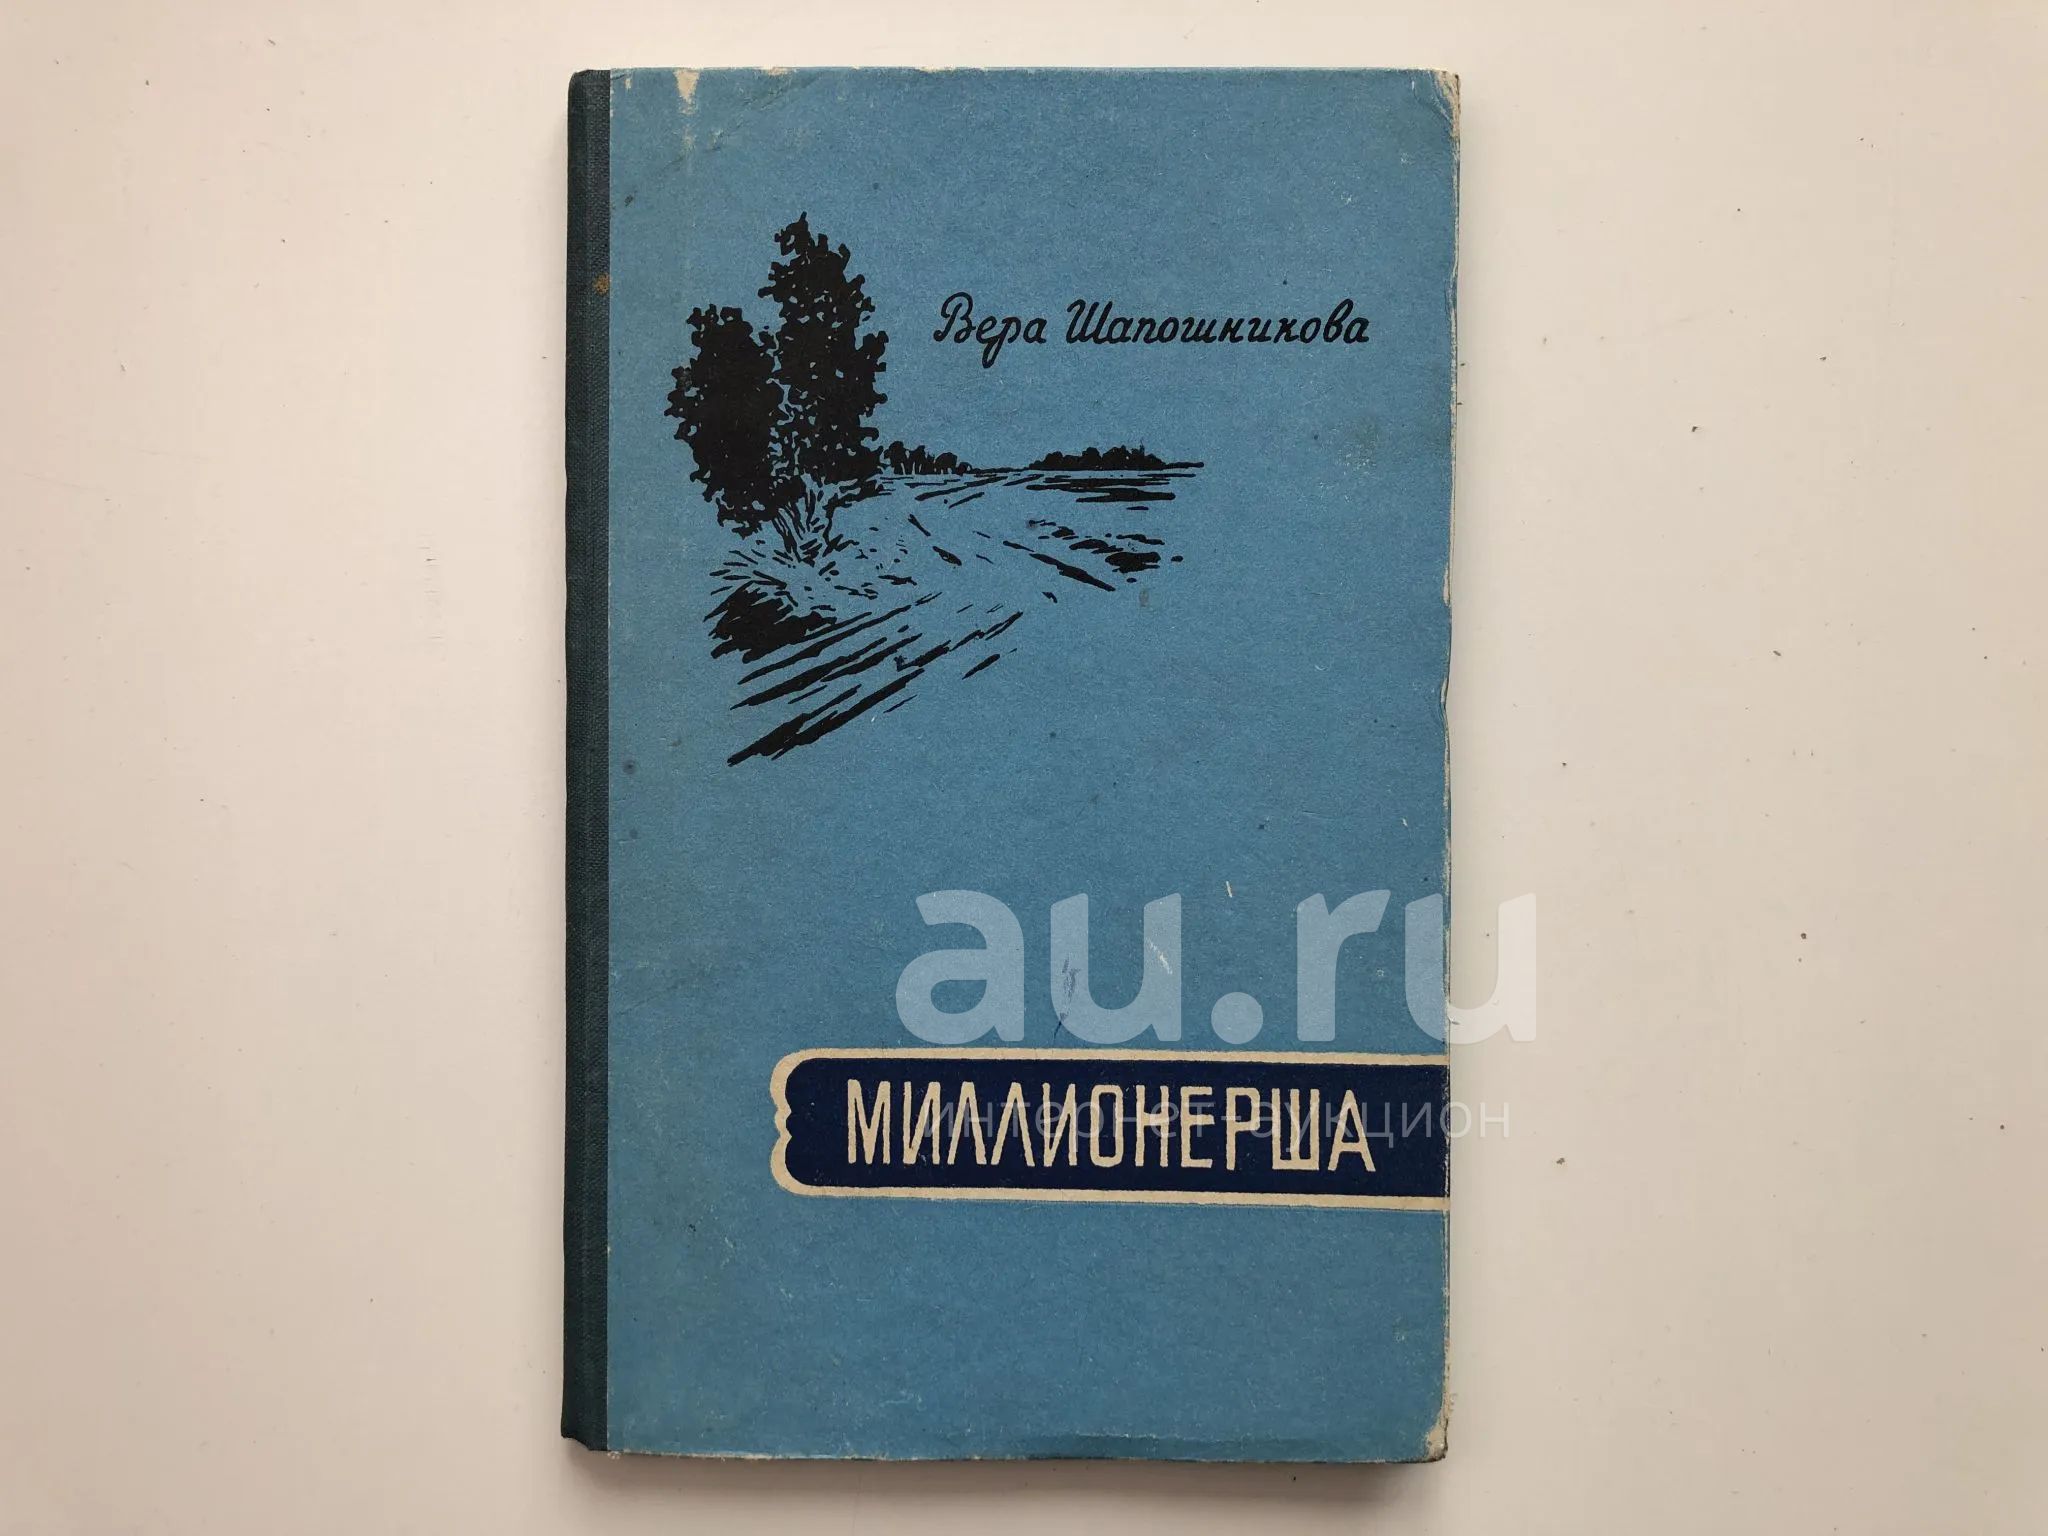 Вера Шапошникова
au.ru
МИЛЛИОНЕРША
интернет-аукцион